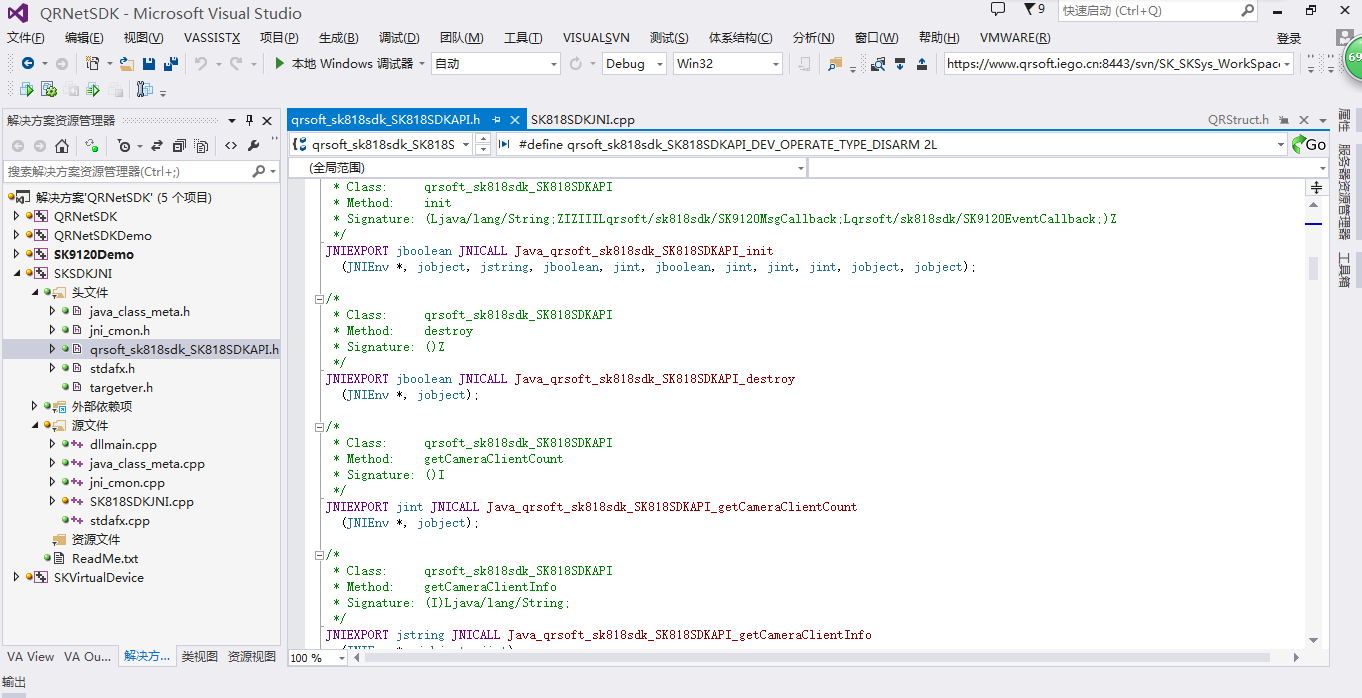 QRNetSDK - Microsoft Visual Studio
9
快速启动 (Ctrl+Q)
文件(F) 编辑(E) 视图(V) VASSISTX 项目(P) 生成(B) 调试(D) 团队(M) 工具(T) VISUALSVN 测试(S) 体系结构(C) 分析(N) 窗口(W) 帮助(H) VMWARE(R) 登录
本地 Windows 调试器 自动 Debug Win32 https://www.qrsoft.iego.cn:8443/svn/SK_SKSys_WorkSpac
69
解决方案资源管理器
搜索解决方案资源管理器(Ctrl+;)
解决方案'QRNetSDK' (5 个项目)
QRNetSDK
QRNetSDKDemo
SK9120Demo
SKSDKJNI
头文件
java_class_meta.h
jni_cmon.h
qrsoft_sk818sdk_SK818SDKAPI.h
stdafx.h
targetver.h
外部依赖项
源文件
dllmain.cpp
java_class_meta.cpp
jni_cmon.cpp
SK818SDKJNI.cpp
stdafx.cpp
资源文件
ReadMe.txt
SKVirtualDevice
VA View VA Ou... 解决方... 类视图 资源视图
输出
qrsoft_sk818sdk_SK818SDKAPI.h SK818SDKJNI.cpp QRStruct.h
qrsoft_sk818sdk_SK818S #define qrsoft_sk818sdk_SK818SDKAPI_DEV_OPERATE_TYPE_DISARM 2L Go
(全局范围)
* Class: qrsoft_sk818sdk_SK818SDKAPI
* Method: init
* Signature: (Ljava/lang/String;ZIZIIILqrsoft/sk818sdk/SK9120MsgCallback;Lqrsoft/sk818sdk/SK9120EventCallback;)Z
*/
JNIEXPORT jboolean JNICALL Java_qrsoft_sk818sdk_SK818SDKAPI_init
(JNIEnv *, jobject, jstring, jboolean, jint, jboolean, jint, jint, jint, jobject, jobject);
/*
* Class: qrsoft_sk818sdk_SK818SDKAPI
* Method: destroy
* Signature: ()Z
*/
JNIEXPORT jboolean JNICALL Java_qrsoft_sk818sdk_SK818SDKAPI_destroy
(JNIEnv *, jobject);
/*
* Class: qrsoft_sk818sdk_SK818SDKAPI
* Method: getCameraClientCount
* Signature: ()I
*/
JNIEXPORT jint JNICALL Java_qrsoft_sk818sdk_SK818SDKAPI_getCameraClientCount
(JNIEnv *, jobject);
/*
* Class: qrsoft_sk818sdk_SK818SDKAPI
* Method: getCameraClientInfo
* Signature: (I)Ljava/lang/String;
*/
JNIEXPORT jstring JNICALL Java_qrsoft_sk818sdk_SK818SDKAPI_getCameraClientInfo
100 %
属性
服务器资源管理器
工具箱